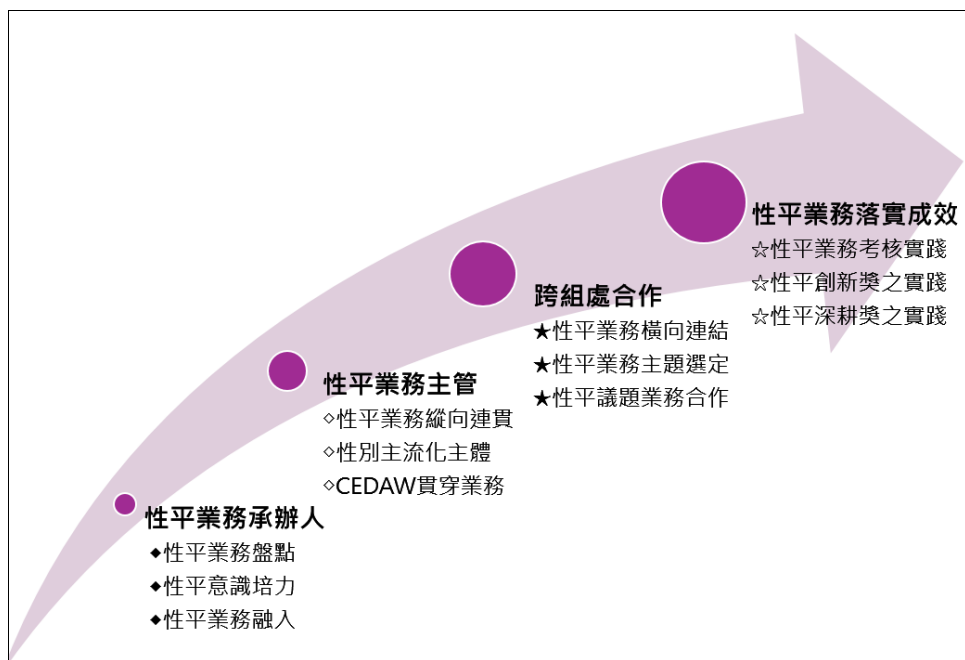 性平業務落實成效
☆性平業務考核實踐
☆性平創新獎之實踐
☆性平深耕獎之實踐
跨組處合作
★性平業務橫向連結
★性平業務主題選定
★性平議題業務合作
性平業務主管
◇性平業務縱向連貫
◇性別主流化主體
◇CEDAW貫穿業務
性平業務承辦人
◆性平業務盤點
◆性平意識培力
◆性平業務融入